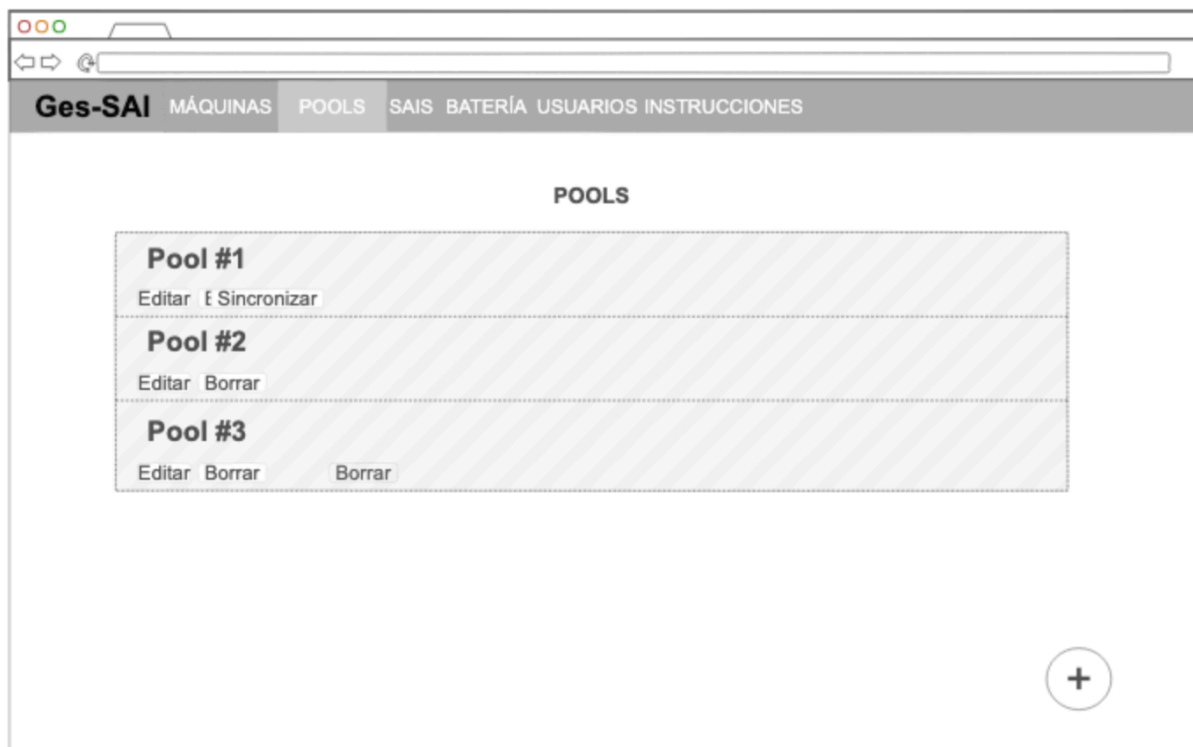 Ges-SAI MÁQUINAS POOLS SAIS BATERÍA USUARIOS INSTRUCCIONES
POOLS
Pool #1
Editar Sincronizar
Pool #2
Editar Borrar
Pool #3
Editar Borrar Borrar
+